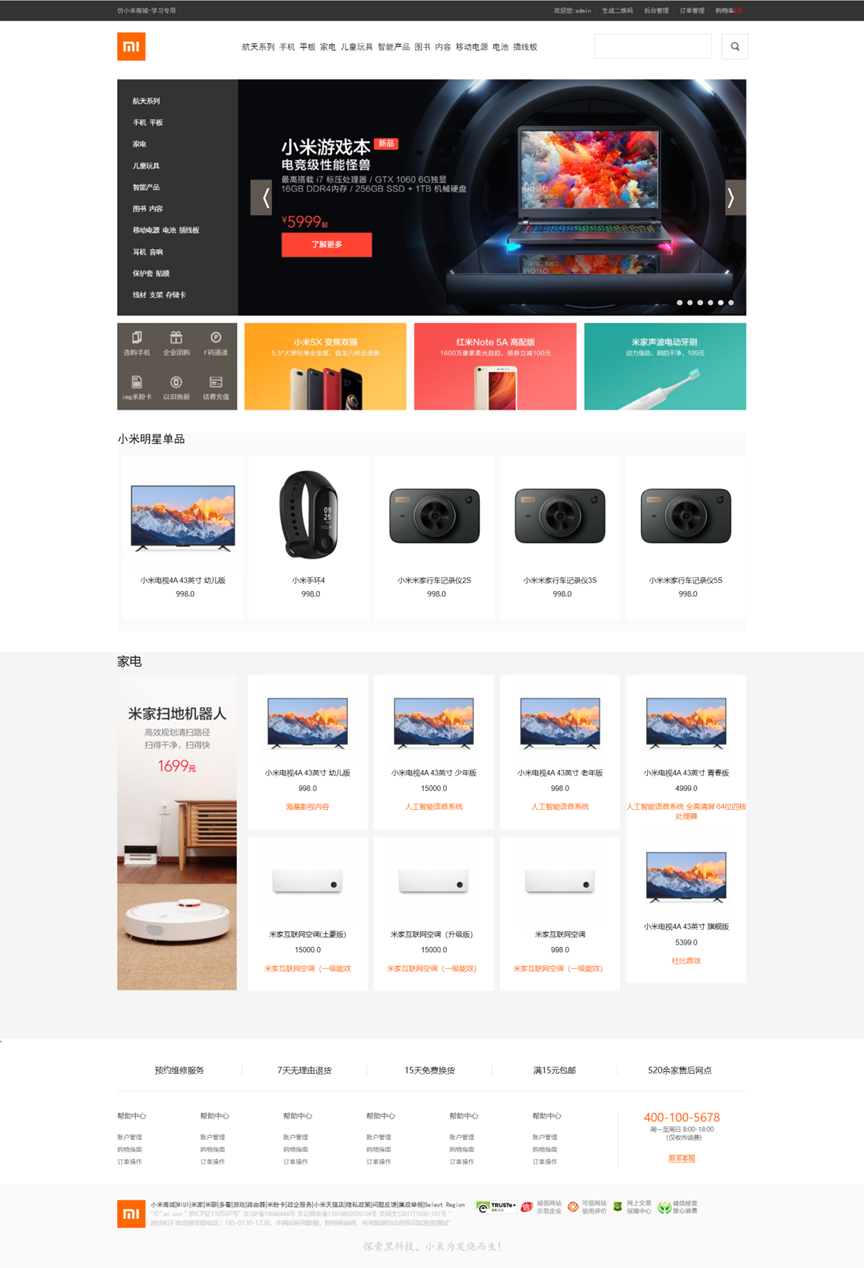 仿小米商城-学习专用
欢迎您-admin 生成二维码 后台管理 订单管理 购物车
mi
航天系列 手机 平板 家电 儿童玩具 智能产品 图书 内容 移动电源 电池 插线板
航天系列
手机 平板
家电
儿童玩具
智能产品
图书 内容
移动电源 电池 插线板
耳机 音响
保护套 贴膜
线材 支架 存储卡
小米游戏本 新品
电竞级性能怪兽
最高搭载 i7 标压处理器 / GTX 1060 6G独显
16GB DDR4内存 / 256GB SSD + 1TB 机械硬盘
¥5999起
了解更多
选购手机 企业团购 F码通道
img米粉卡 以旧换新 话费充值
小米5X 变焦双摄
5.5"大屏轻薄全金属，骁龙八核处理器
红米Note 5A 高配版
1600万像素柔光自拍，领券立减100元
米家声波电动牙刷
动力强劲，刷的干净，199元
小米明星单品
小米电视4A 43英寸 幼儿版
998.0
小米手环4
998.0
小米米家行车记录仪2S
998.0
小米米家行车记录仪3S
998.0
小米米家行车记录仪5S
998.0
家电
米家扫地机器人
高效规划清扫路径
扫得干净，扫得快
1699元
小米电视4A 43英寸 幼儿版
998.0
海量影视内容
小米电视4A 43英寸 少年版
15000.0
人工智能语音系统
小米电视4A 43英寸 老年版
998.0
人工智能语音系统
小米电视4A 43英寸 青春版
4999.0
人工智能语音系统 全高清屏 64位四核
处理器
米家互联网空调(土豪版)
15000.0
米家互联网空调（一级能效
米家互联网空调（升级版）
15000.0
米家互联网空调（一级能效）
米家互联网空调
998.0
米家互联网空调（一级能效）
小米电视4A 43英寸 旗舰版
5399.0
杜比音效
预约维修服务 7天无理由退货 15天免费换货 满15元包邮 520余家售后网点
帮助中心 帮助中心 帮助中心 帮助中心 帮助中心 帮助中心
账户管理 账户管理 账户管理 账户管理 账户管理 账户管理
购物指南 购物指南 购物指南 购物指南 购物指南 购物指南
订单操作 订单操作 订单操作 订单操作 订单操作 订单操作
400-100-5678
周一至周日 8:00-18:00
(仅收市话费)
联系客服
mi
小米商城|MIUI|米家|米聊|多看|游戏|路由器|米粉卡|政企服务|小米天猫店|隐私政策|问题反馈|廉政举报|Select Region
TRUSTe
诚信网站
示范企业
可信网站
信用评价
网上交易
保障中心
诚信经营
放心消费
探索黑科技，小米为发烧而生！